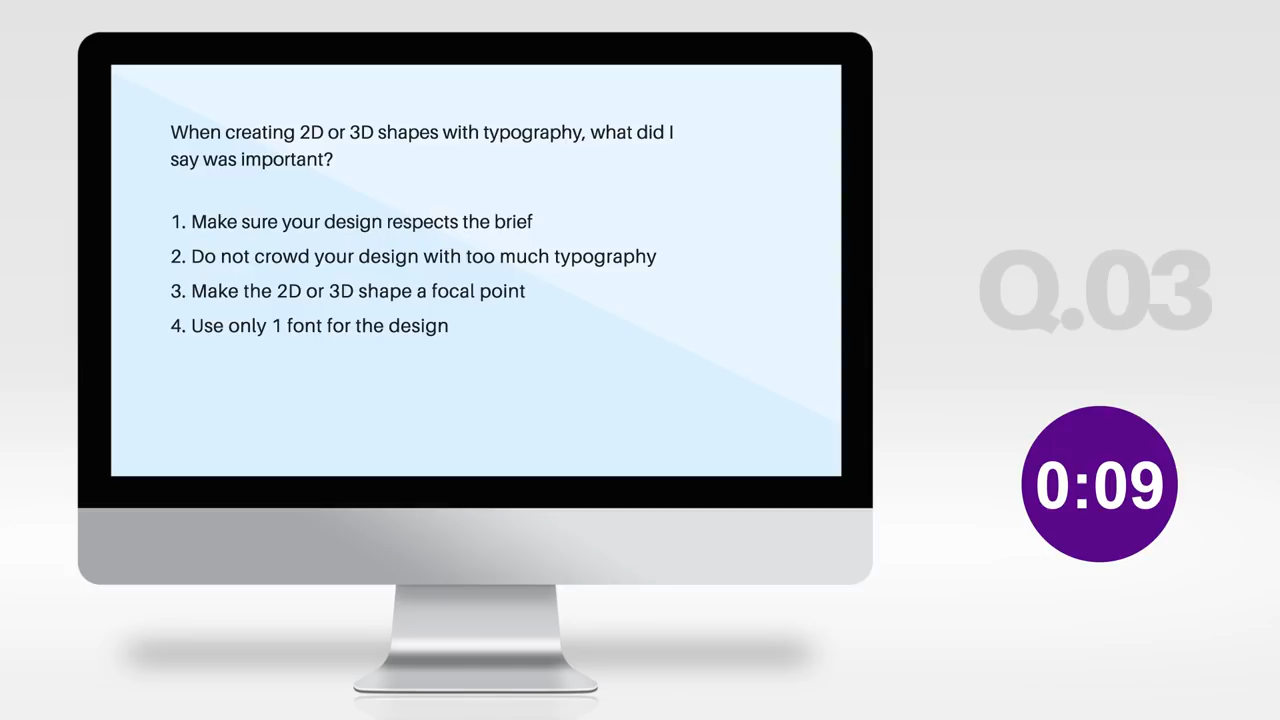 When creating 2D or 3D shapes with typography, what did I
say was important?
1. Make sure your design respects the brief
2. Do not crowd your design with too much typography
3. Make the 2D or 3D shape a focal point
4. Use only 1 font for the design
Q.03
0:09